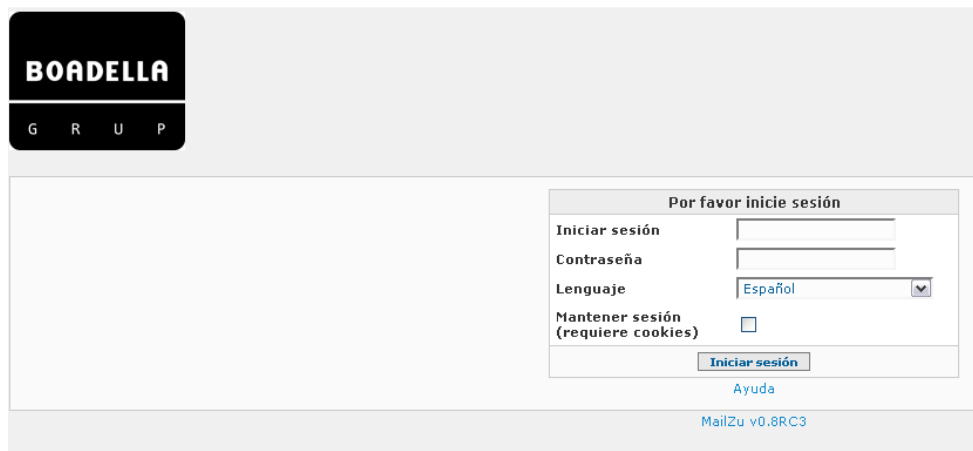 BOADELLA
GRUP
Por favor inicie sesión
Iniciar sesión
Contraseña
Lenguaje Español
Mantener sesión
(requiere cookies)
Iniciar sesión
Ayuda
MailZu v0.8RC3